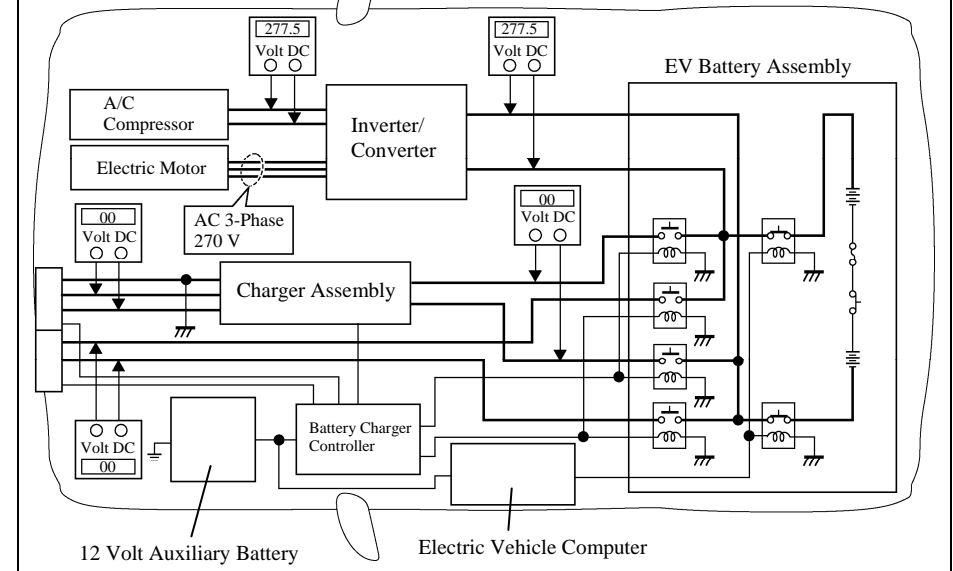 277.5
Volt DC
277.5
Volt DC
EV Battery Assembly
A/C
Compressor
Inverter/
Converter
Electric Motor
AC 3-Phase
270 V
00
Volt DC
00
Volt DC
Charger Assembly
Battery Charger
Controller
Volt DC
00
12 Volt Auxiliary Battery
Electric Vehicle Computer